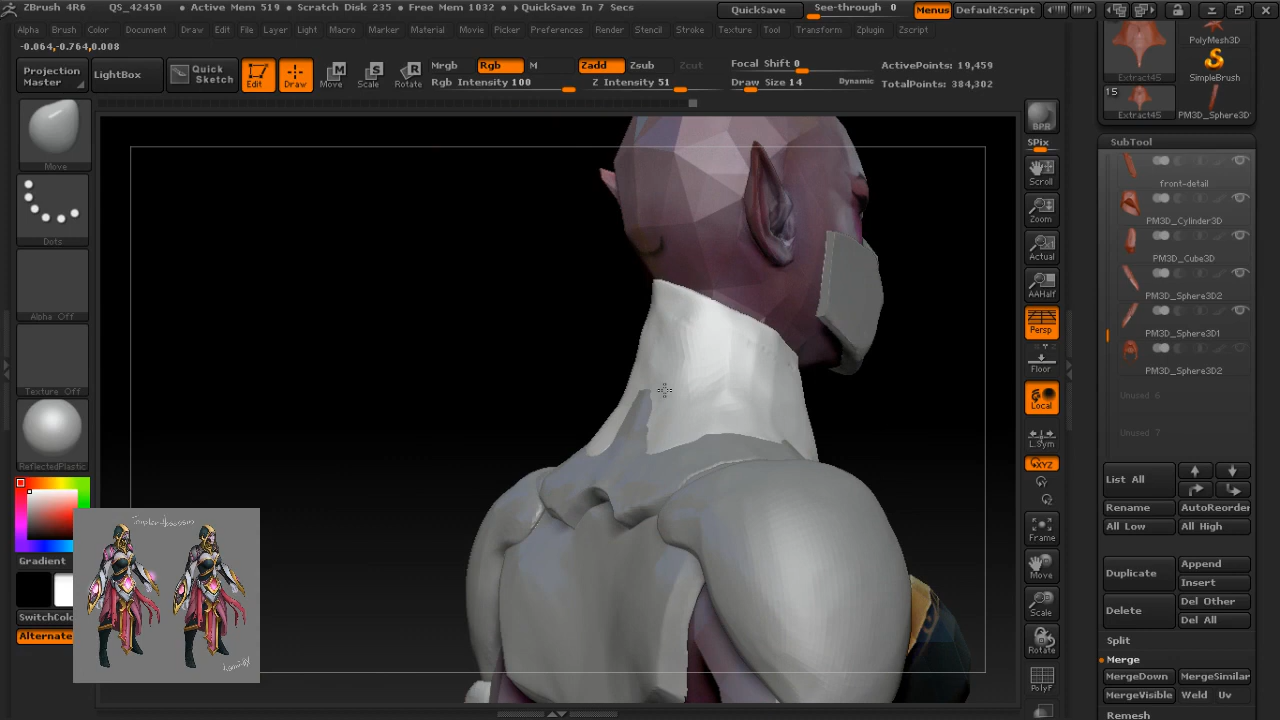 ZBrush 4R6 QS_42450 • Active Mem 519 • Scratch Disk 235 • Free Mem 1032 • QuickSave In 7 Secs QuickSave See-through 0 Menus DefaultZScript
Alpha Brush Color Document Draw Edit File Layer Light Macro Marker Material Movie Picker Preferences Render Stencil Stroke Texture Tool Transform Zplugin Zscript
-0.064,-0.764,0.008
Projection
Master
LightBox
Quick
Sketch
Edit
Draw
Move
Scale
Rotate
Mrgb Rgb M
Rgb Intensity 100
Zadd Zsub Zcut
Z Intensity 51
Focal Shift 0
Draw Size 14 Dynamic
ActivePoints: 19,459
TotalPoints: 384,302
Move
Dots
Alpha Off
Texture Off
ReflectedPlastic
Gradient
SwitchColo
Alternate
BPR
SPix
Scroll
Zoom
Actual
AAHalf
Persp
Floor
Local
L.Sym
XYZ
Frame
Move
Scale
Rotate
PolyF
PolyMesh3D
Extract45
SimpleBrush
15
Extract45
PM3D_Sphere3D
SubTool
front-detail
PM3D_Cylinder3D
PM3D_Cube3D
PM3D_Sphere3D2
PM3D_Sphere3D1
PM3D_Sphere3D2
Unused 6
Unused 7
List All
Rename AutoReorder
All Low All High
Duplicate Append
Insert
Delete Del Other
Del All
Split
Merge
MergeDown MergeSimilar
MergeVisible Weld Uv
Remesh